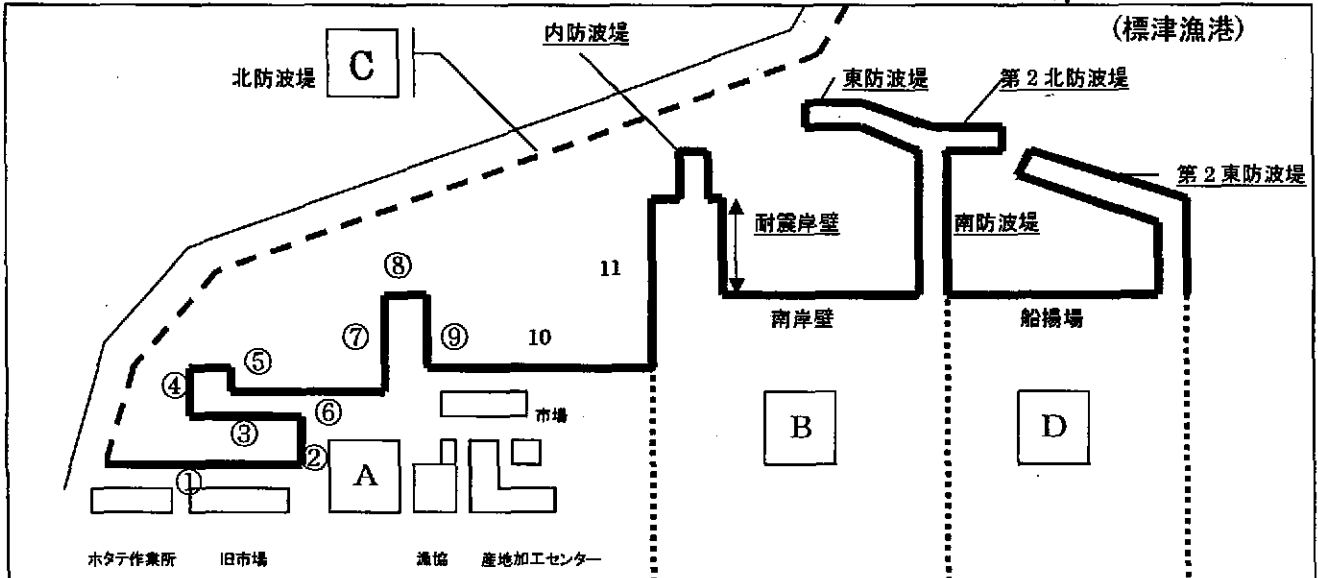 (標津漁港)
内防波堤
北防波堤
C
東防波堤
第2北防波堤
第2東防波堤
耐震岸壁
南防波堤
⑧
11
南岸壁
船揚場
⑦
⑨
10
⑤
④
⑥
市場
③
②
A
B
D
①
ホタテ作業所
旧市場
漁協
産地加工センター